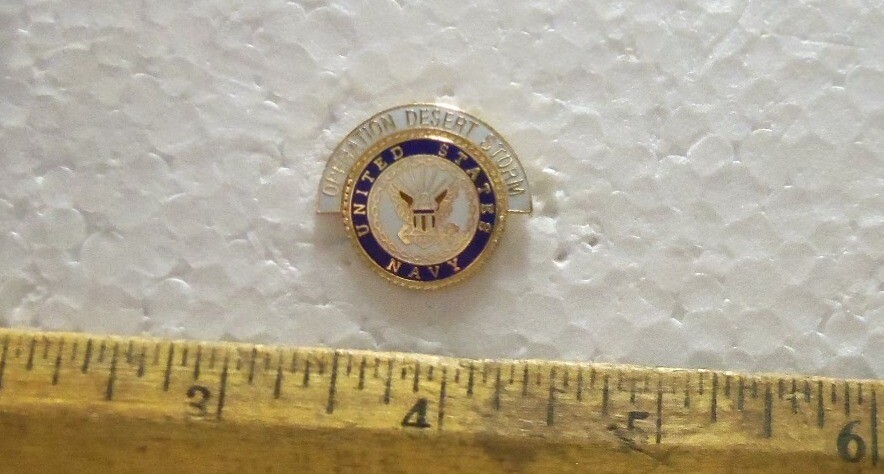 OPERATION DESERT STORM
UNITED STATES
NAVY
3 4 5 6